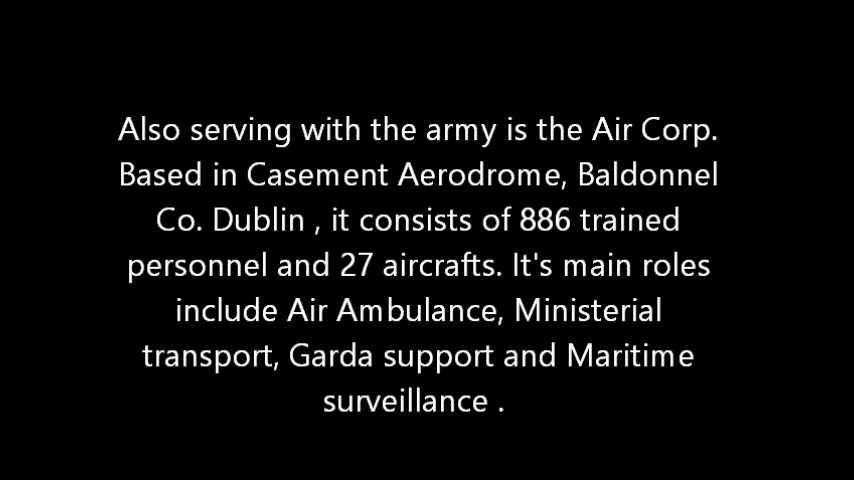 Also serving with the army is the Air Corp.
Based in Casement Aerodrome, Baldonnel
Co. Dublin , it consists of 886 trained
personnel and 27 aircrafts. It's main roles
include Air Ambulance, Ministerial
transport, Garda support and Maritime
surveillance .